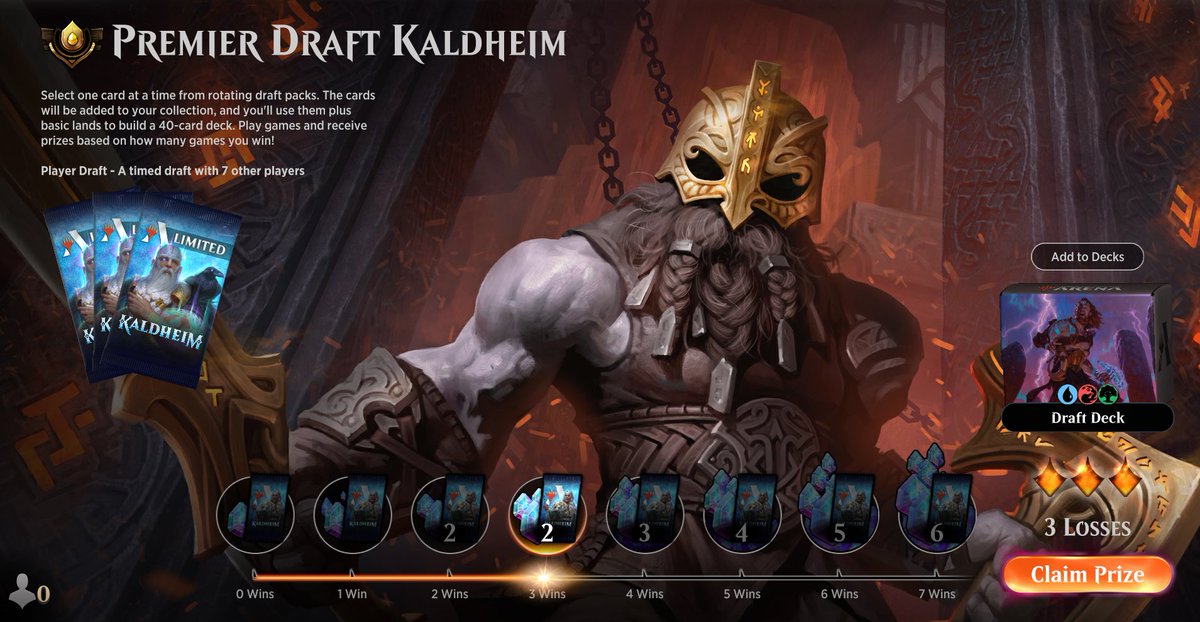 PREMIER DRAFT KALDHEIM
Select one card at a time from rotating draft packs. The cards
will be added to your collection, and you'll use them plus
basic lands to build a 40-card deck. Play games and receive
prizes based on how many games you win!
Player Draft - A timed draft with 7 other players
LIMITED
KALDHEIM
Add to Decks
ARENA
Draft Deck
KALDHEIM
KALDHEIM
2
2
3
4
5
6
3 LOSSES
Claim Prize
0 Wins
1 Win
2 Wins
3 Wins
4 Wins
5 Wins
6 Wins
7 Wins
0